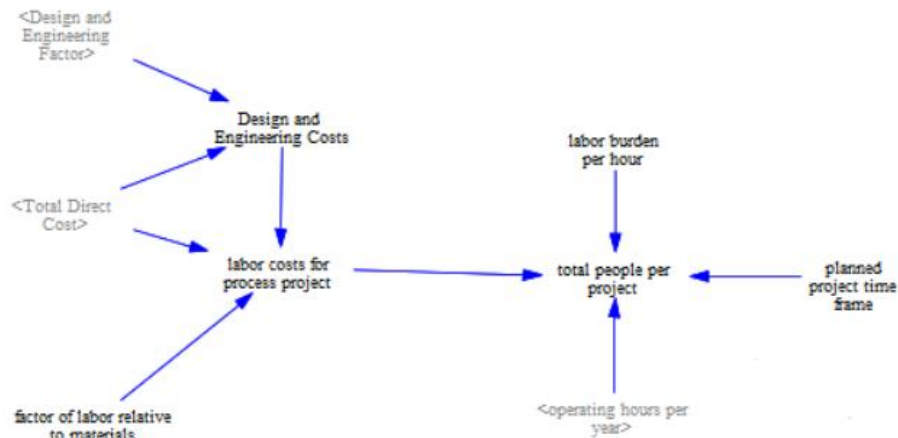 <Design and
Engineering
Factor>
Design and
Engineering Costs
labor burden
per hour
<Total Direct
Cost>
labor costs for
process project
total people per
project
planned
project time
frame
factor of labor relative
to materials
<operating hours per
year>